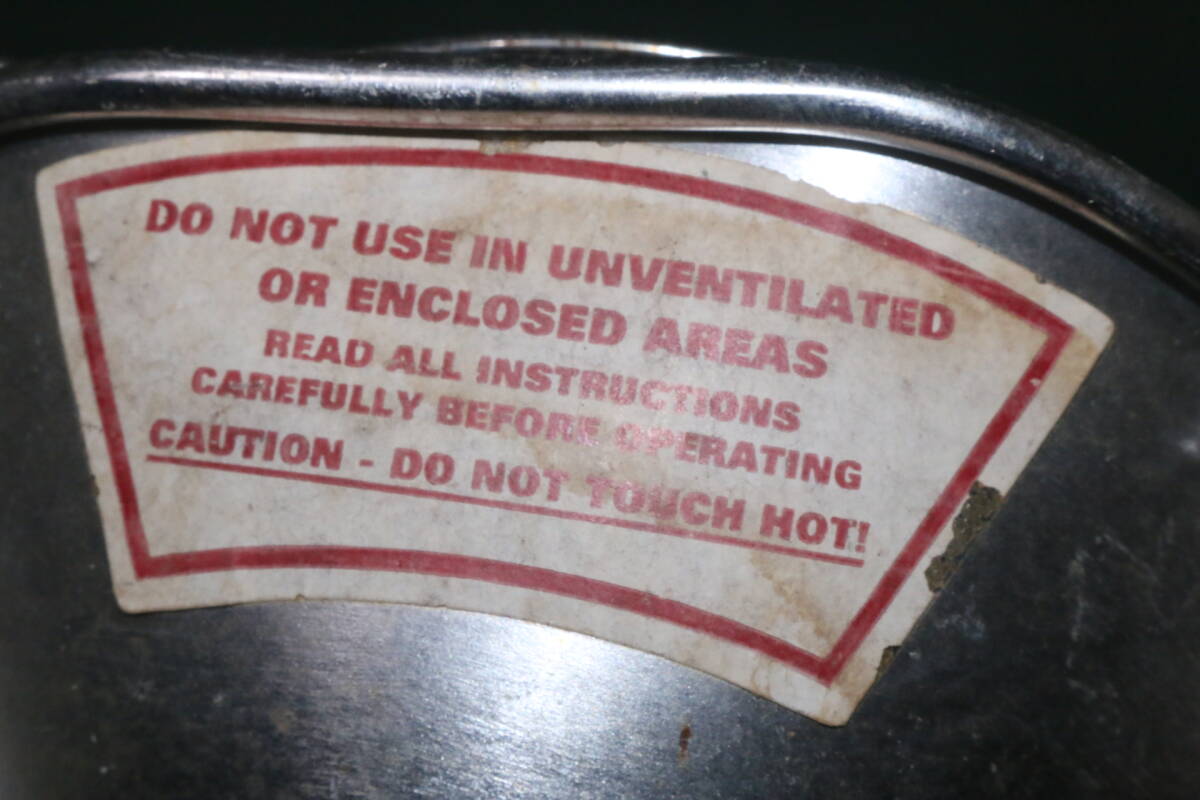 DO NOT USE IN UNVENTILATED
OR ENCLOSED AREAS
READ ALL INSTRUCTIONS
CAREFULLY BEFORE OPERATING
CAUTION - DO NOT TOUCH HOT!